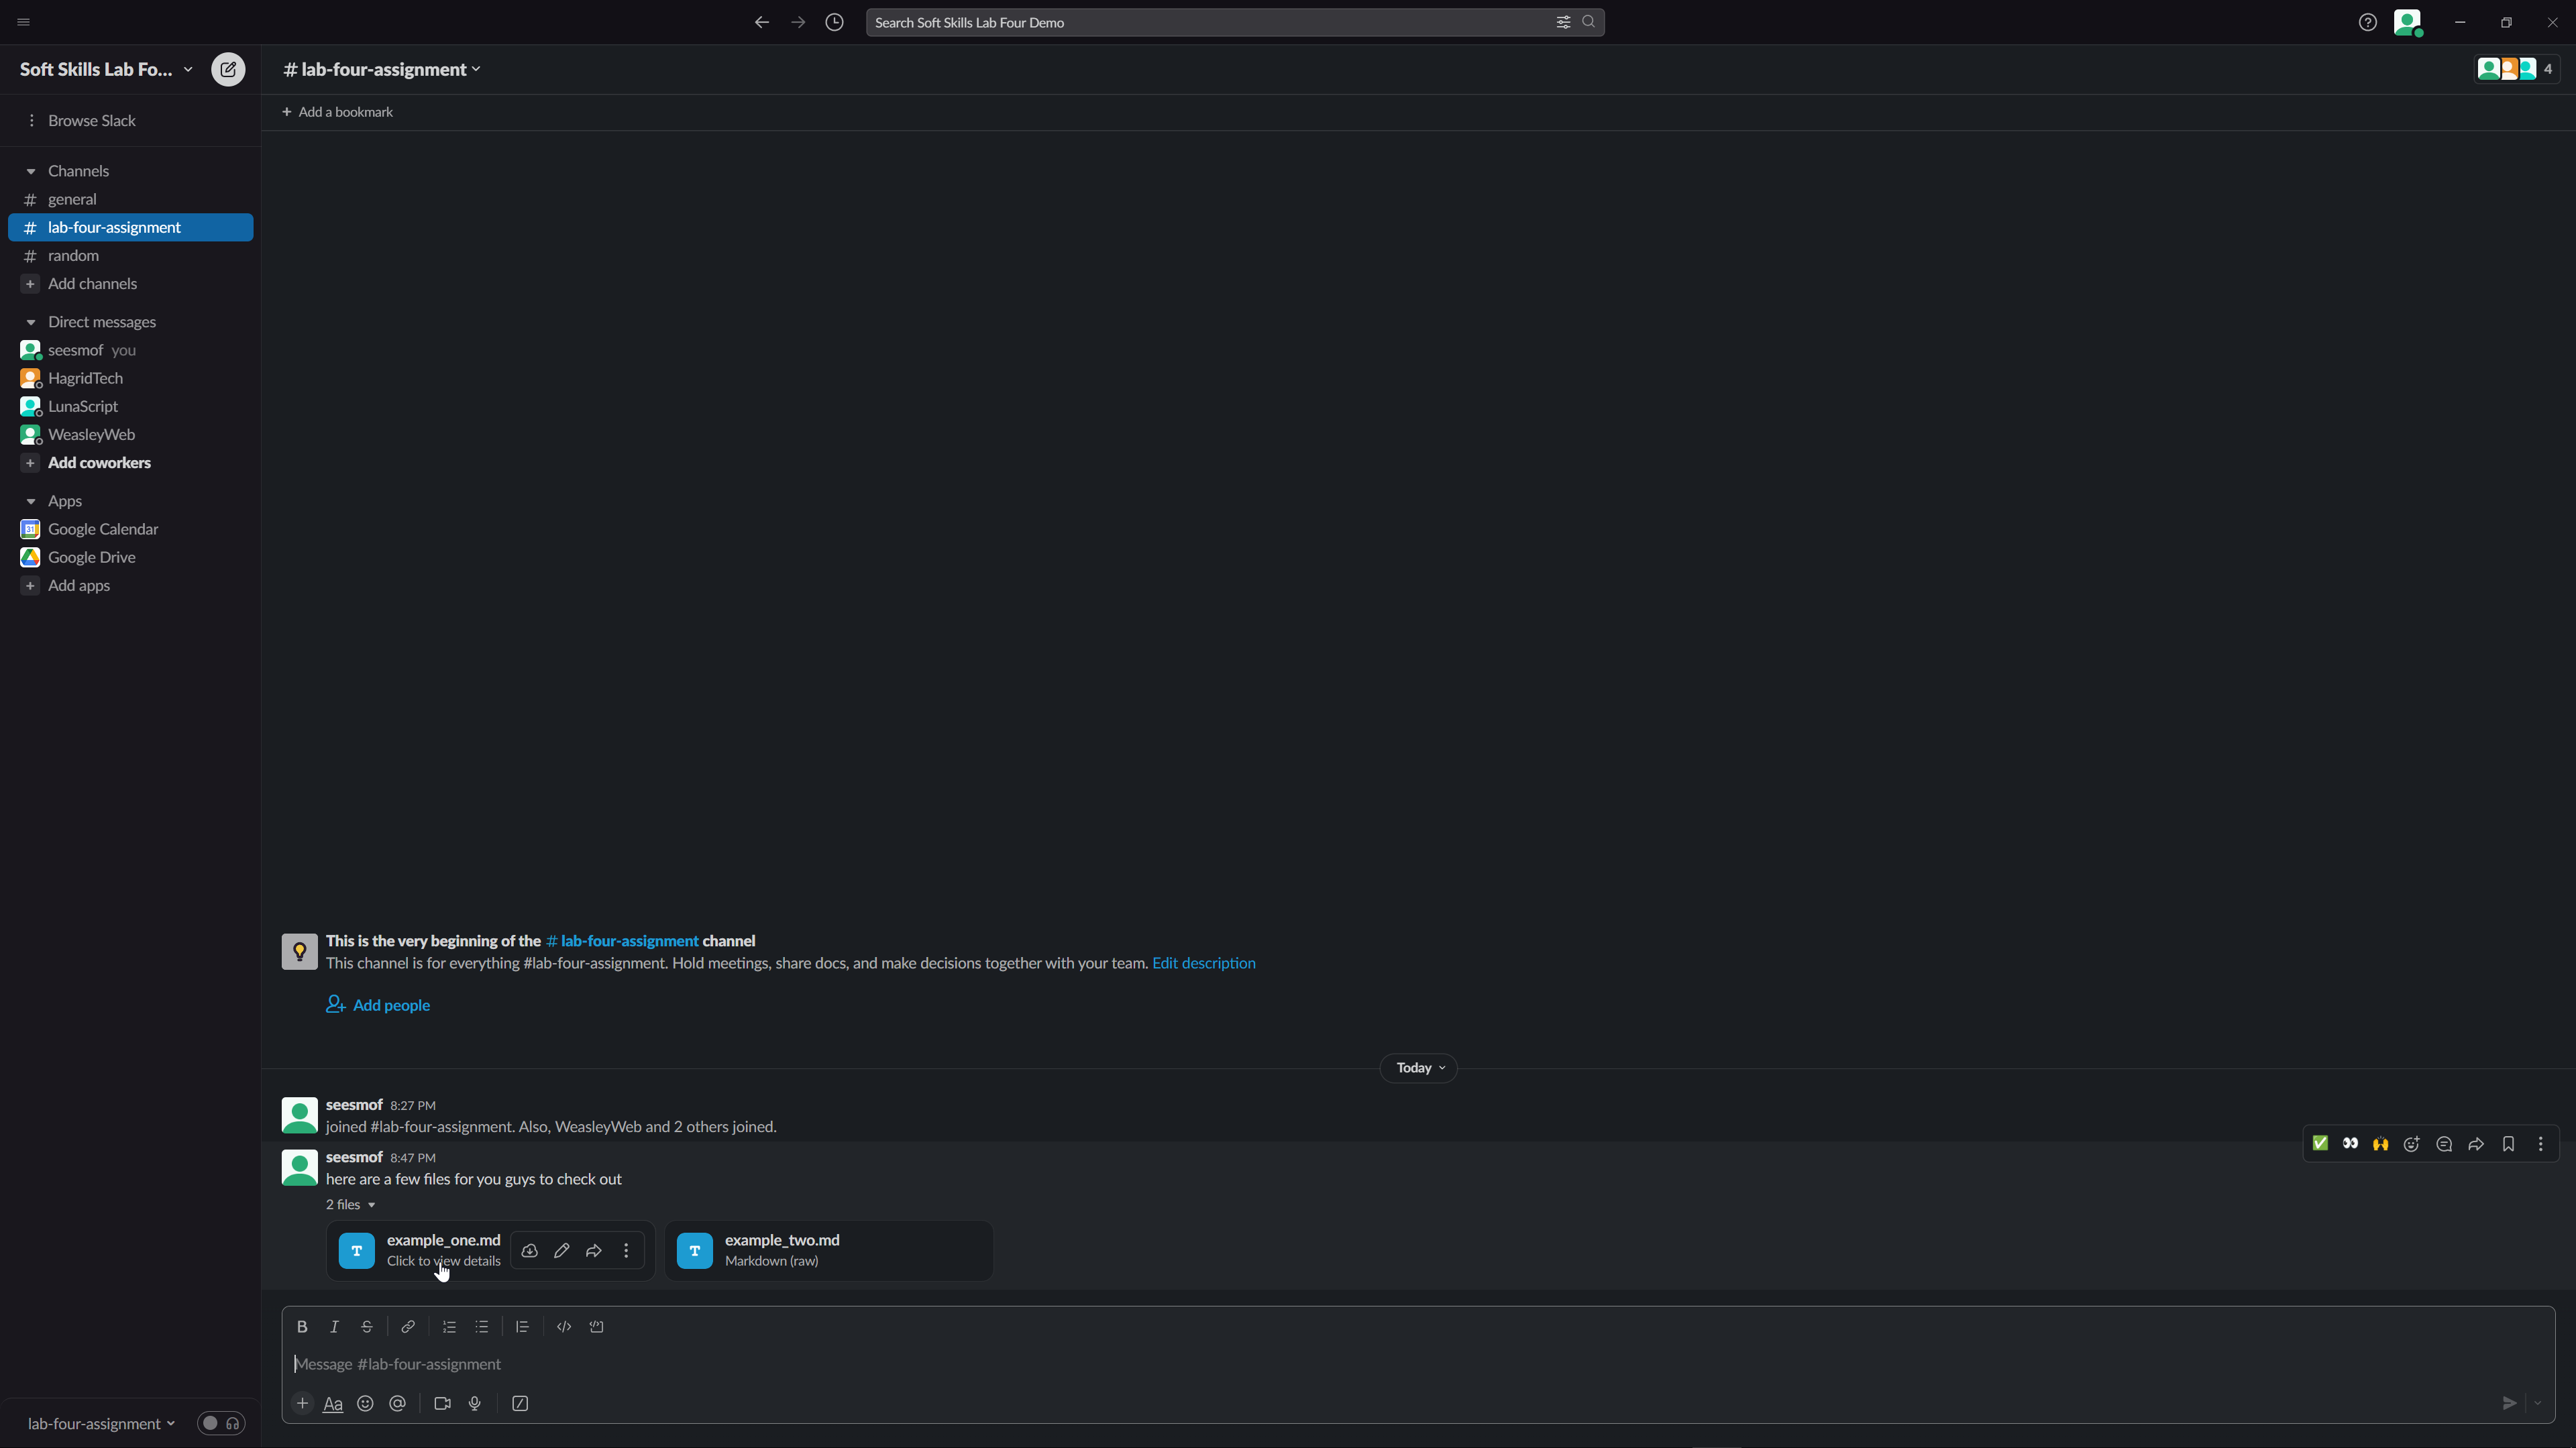 Search Soft Skills Lab Four Demo
Soft Skills Lab Fo...
# lab-four-assignment
4
Add a bookmark
Browse Slack
Channels
# general
# lab-four-assignment
# random
+ Add channels
Direct messages
seesmof you
HagridTech
LunaScript
WeasleyWeb
+ Add coworkers
Apps
31 Google Calendar
Google Drive
+ Add apps
This is the very beginning of the # lab-four-assignment channel
This channel is for everything #lab-four-assignment. Hold meetings, share docs, and make decisions together with your team. Edit description
Add people
Today
seesmof 8:27 PM
joined #lab-four-assignment. Also, WeasleyWeb and 2 others joined.
seesmof 8:47 PM
here are a few files for you guys to check out
2 files
T example_one.md
Click to view details
T example_two.md
Markdown (raw)
B I S
Message #lab-four-assignment
+ Aa @
lab-four-assignment